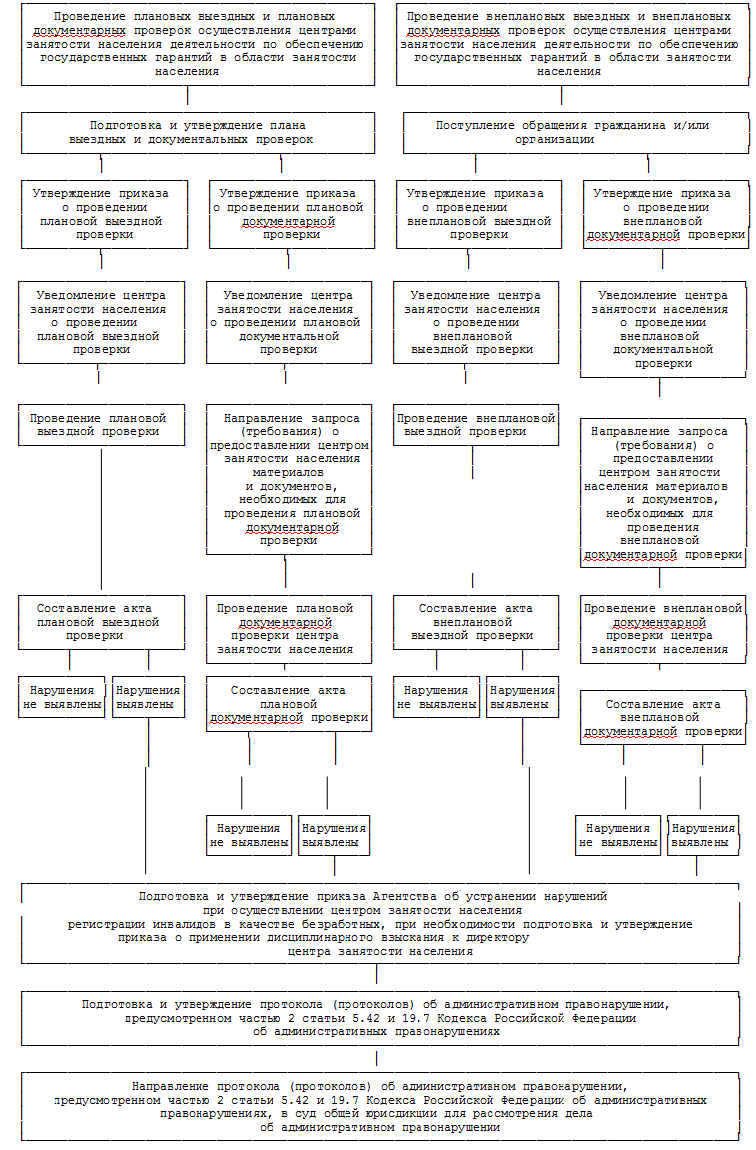 Проведение плановых выездных и плановых
документарных проверок осуществления центрами
занятости населения деятельности по обеспечению
государственных гарантий в области занятости
населения
Проведение внеплановых выездных и внеплановых
документарных проверок осуществления центрами
занятости населения деятельности по обеспечению
государственных гарантий в области занятости
населения
Подготовка и утверждение плана
выездных и документальных проверок
Поступление обращения гражданина и/или
организации
Утверждение приказа
о проведении
плановой выездной
проверки
Утверждение приказа
о проведении плановой
документарной
проверки
Утверждение приказа
о проведении
внеплановой выездной
проверки
Утверждение приказа
о проведении
внеплановой
документарной проверки
Уведомление центра
занятости населения
о проведении
плановой выездной
проверки
Уведомление центра
занятости населения
о проведении плановой
документальной
проверки
Уведомление центра
занятости населения
о проведении
внеплановой
выездной проверки
Уведомление центра
занятости населения
о проведении
внеплановой
документальной
проверки
Проведение плановой
выездной проверки
Направление запроса
(требования) о
предоставлении центром
занятости населения
материалов
и документов,
необходимых для
проведения плановой
документарной
проверки
Проведение внеплановой
выездной проверки
Направление запроса
(требования) о
предоставлении
центром занятости
населения материалов
и документов,
необходимых для
проведения
внеплановой
документарной проверки
Составление акта
плановой выездной
проверки
Проведение плановой
документарной
проверки центра
занятости населения
Составление акта
внеплановой
выездной проверки
Проведение внеплановой
документарной
проверки центра
занятости населения
Нарушения
не выявлены
Нарушения
выявлены
Составление акта
плановой
документарной проверки
Нарушения
не выявлены
Нарушения
выявлены
Составление акта
внеплановой
документарной проверки
Нарушения
не выявлены
Нарушения
выявлены
Нарушения
не выявлены
Нарушения
выявлены
Подготовка и утверждение приказа Агентства об устранении нарушений
при осуществлении центром занятости населения
регистрации инвалидов в качестве безработных, при необходимости подготовка и утверждение
приказа о применении дисциплинарного взыскания к директору
центра занятости населения
Подготовка и утверждение протокола (протоколов) об административном правонарушении,
предусмотренном частью 2 статьи 5.42 и 19.7 Кодекса Российской Федерации
об административных правонарушениях
Направление протокола (протоколов) об административном правонарушении,
предусмотренном частью 2 статьи 5.42 и 19.7 Кодекса Российской Федерации об административных
правонарушениях, в суд общей юрисдикции для рассмотрения дела
об административном правонарушении